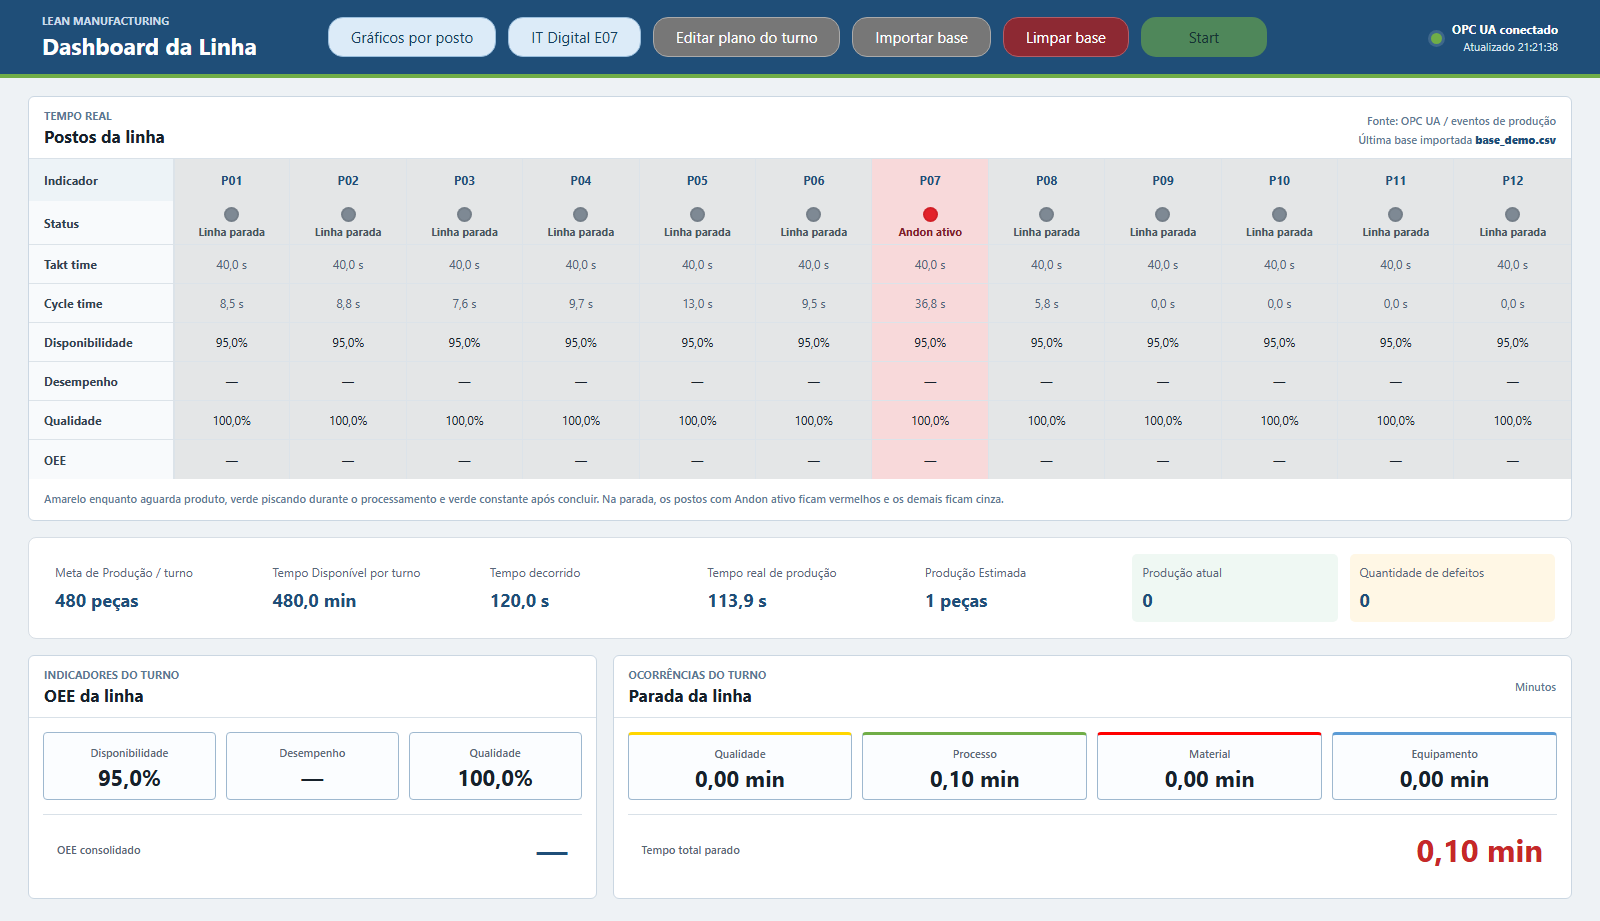 LEAN MANUFACTURING
Dashboard da Linha
Gráficos por posto
IT Digital E07
Editar plano do turno
Importar base
Limpar base
Start
OPC UA conectado
Atualizado 21:21:38
TEMPO REAL
Postos da linha
Fonte: OPC UA / eventos de produção
Última base importada base_demo.csv
Indicador P01 P02 P03 P04 P05 P06 P07 P08 P09 P10 P11 P12
Status Linha parada Linha parada Linha parada Linha parada Linha parada Linha parada Andon ativo Linha parada Linha parada Linha parada Linha parada Linha parada
Takt time 40,0 s 40,0 s 40,0 s 40,0 s 40,0 s 40,0 s 40,0 s 40,0 s 40,0 s 40,0 s 40,0 s 40,0 s
Cycle time 8,5 s 8,8 s 7,6 s 9,7 s 13,0 s 9,5 s 36,8 s 5,8 s 0,0 s 0,0 s 0,0 s 0,0 s
Disponibilidade 95,0% 95,0% 95,0% 95,0% 95,0% 95,0% 95,0% 95,0% 95,0% 95,0% 95,0% 95,0%
Desempenho — — — — — — — — — — — —
Qualidade 100,0% 100,0% 100,0% 100,0% 100,0% 100,0% 100,0% 100,0% 100,0% 100,0% 100,0% 100,0%
OEE — — — — — — — — — — — —
Amarelo enquanto aguarda produto, verde piscando durante o processamento e verde constante após concluir. Na parada, os postos com Andon ativo ficam vermelhos e os demais ficam cinza.
Meta de Produção / turno
480 peças
Tempo Disponível por turno
480,0 min
Tempo decorrido
120,0 s
Tempo real de produção
113,9 s
Produção Estimada
1 peças
Produção atual
0
Quantidade de defeitos
0
INDICADORES DO TURNO
OEE da linha
Disponibilidade
95,0%
Desempenho
—
Qualidade
100,0%
OEE consolidado
—
OCORRÊNCIAS DO TURNO
Parada da linha
Minutos
Qualidade
0,00 min
Processo
0,10 min
Material
0,00 min
Equipamento
0,00 min
Tempo total parado
0,10 min